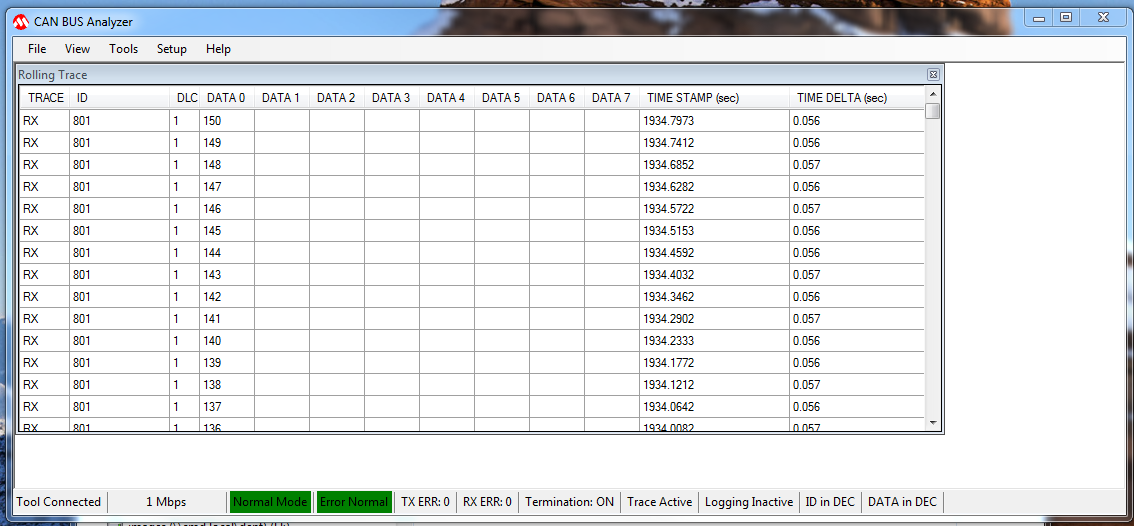 CAN BUS Analyzer
File View Tools Setup Help
Rolling Trace
TRACE ID DLC DATA 0 DATA 1 DATA 2 DATA 3 DATA 4 DATA 5 DATA 6 DATA 7 TIME STAMP (sec) TIME DELTA (sec)
RX 801 1 150 1934.7973 0.056
RX 801 1 149 1934.7412 0.056
RX 801 1 148 1934.6852 0.057
RX 801 1 147 1934.6282 0.056
RX 801 1 146 1934.5722 0.057
RX 801 1 145 1934.5153 0.056
RX 801 1 144 1934.4592 0.056
RX 801 1 143 1934.4032 0.057
RX 801 1 142 1934.3462 0.056
RX 801 1 141 1934.2902 0.057
RX 801 1 140 1934.2333 0.056
RX 801 1 139 1934.1772 0.056
RX 801 1 138 1934.1212 0.057
RX 801 1 137 1934.0642 0.056
RX 801 1 136 1934.0082 0.057
Tool Connected 1 Mbps Normal Mode Error Normal TX ERR: 0 RX ERR: 0 Termination: ON Trace Active Logging Inactive ID in DEC DATA in DEC